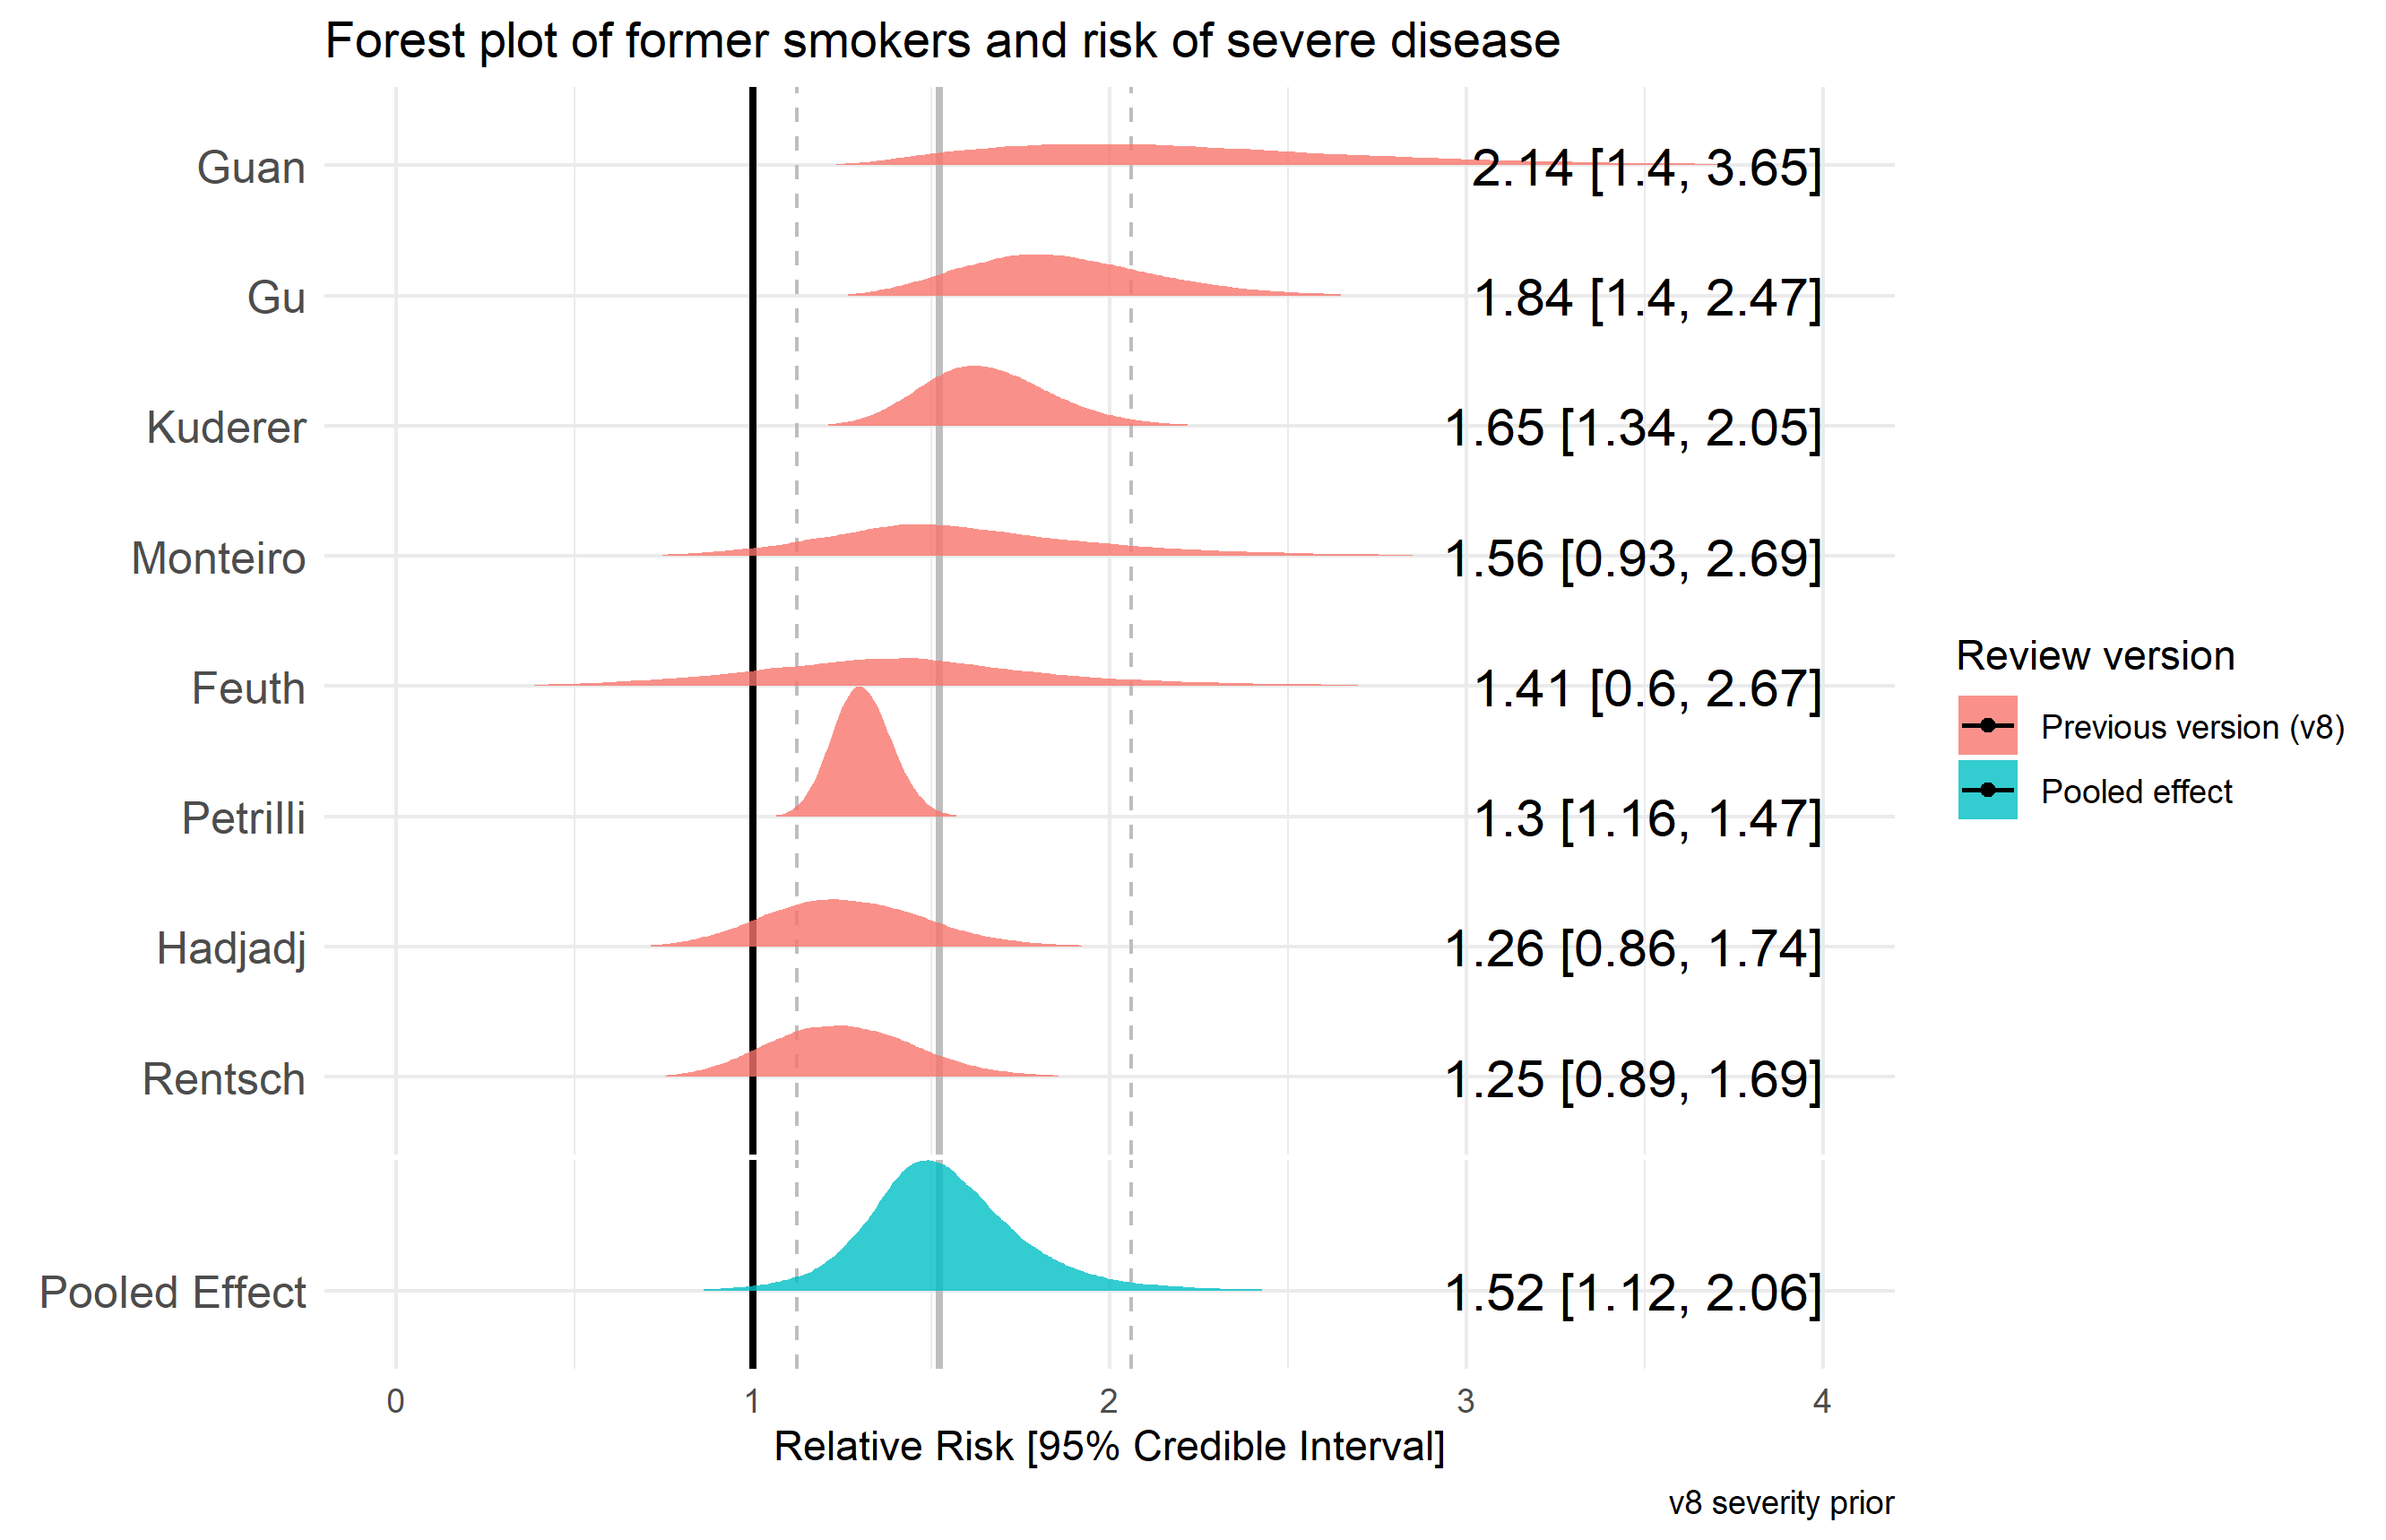 Forest plot of former smokers and risk of severe disease
Guan 2.14 [1.4, 3.65]
Gu 1.84 [1.4, 2.47]
Kuderer 1.65 [1.34, 2.05]
Monteiro 1.56 [0.93, 2.69]
Feuth 1.41 [0.6, 2.67]
Petrilli 1.3 [1.16, 1.47]
Hadjadj 1.26 [0.86, 1.74]
Rentsch 1.25 [0.89, 1.69]
Pooled Effect 1.52 [1.12, 2.06]
0 1 2 3 4
Relative Risk [95% Credible Interval]
v8 severity prior
Review version
Previous version (v8)
Pooled effect